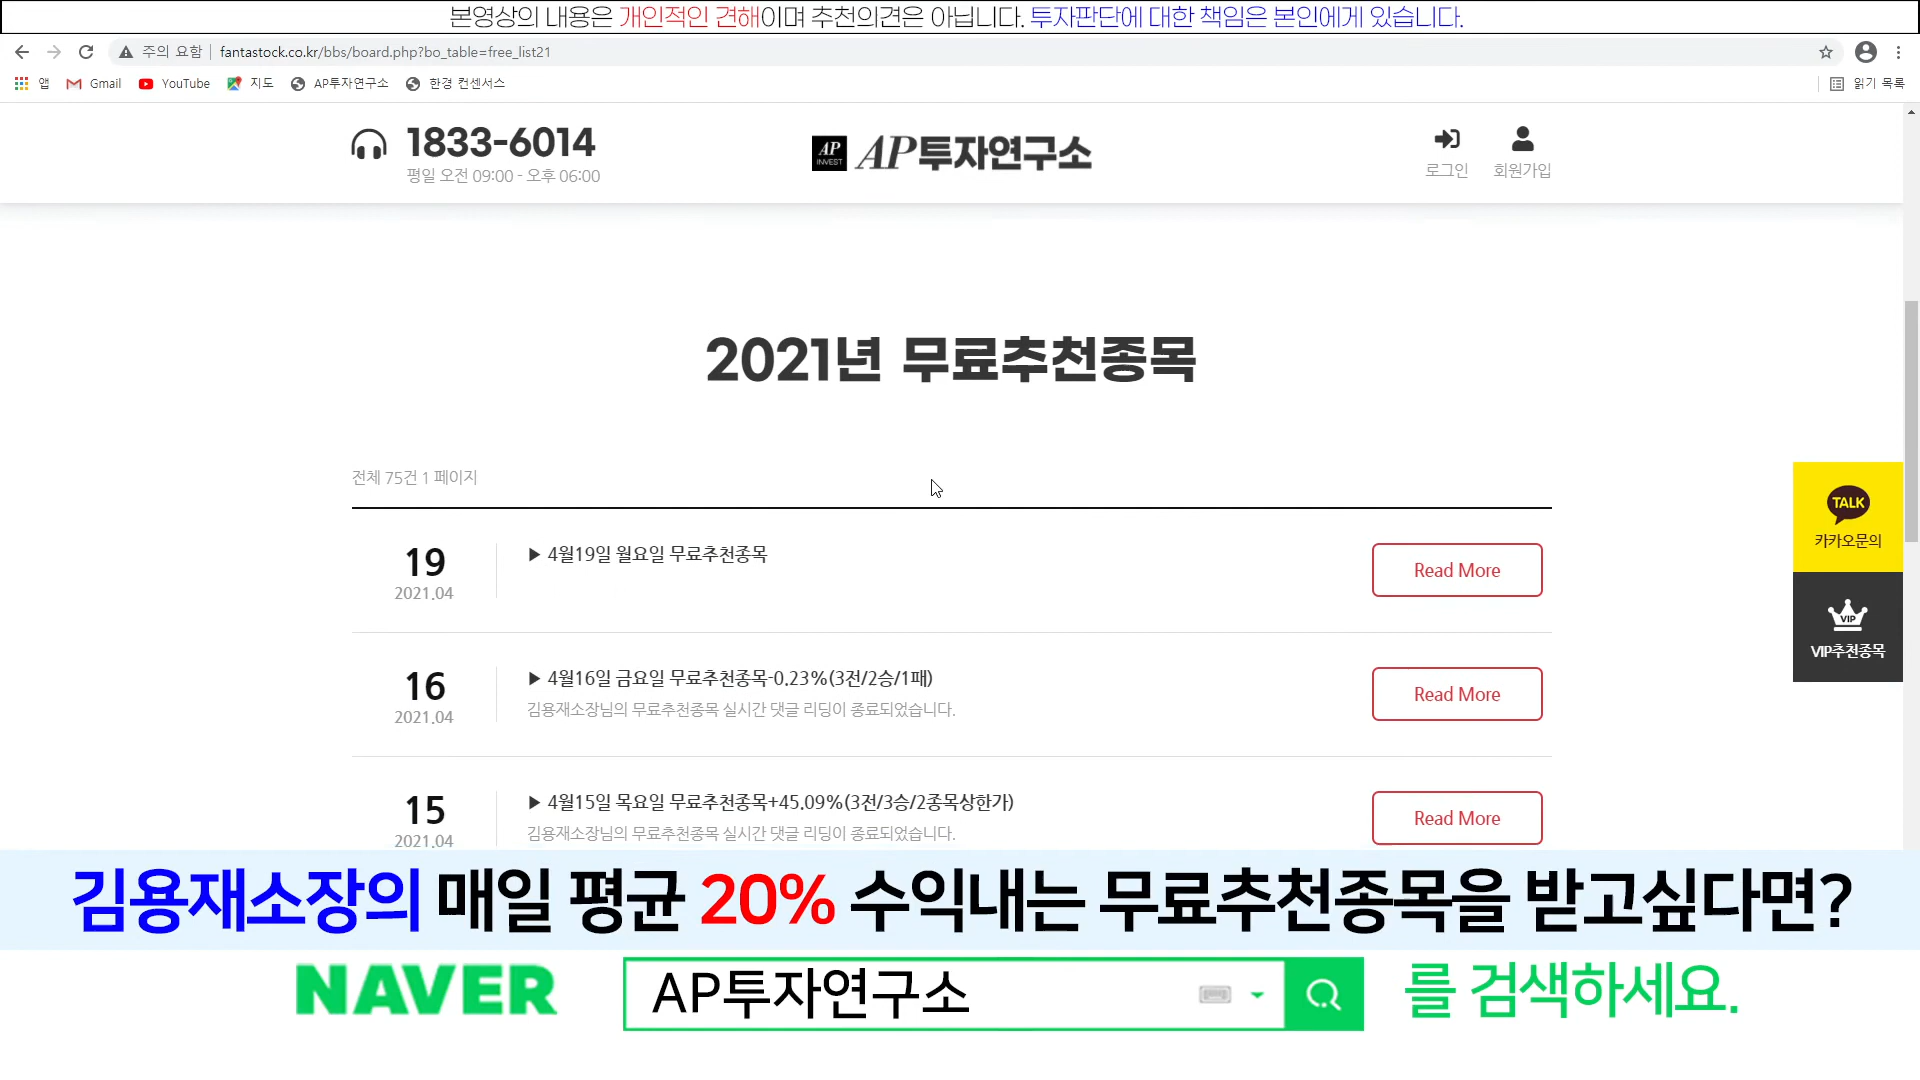 본영상의 내용은 개인적인 견해이며 추천의견은 아닙니다. 투자판단에 대한 책임은 본인에게 있습니다.
주의 요함 | fantastock.co.kr/bbs/board.php?bo_table=free_list21
앱 Gmail YouTube 지도 AP투자연구소 한경 컨센서스 읽기 목록
1833-6014
평일 오전 09:00 - 오후 06:00
AP INVEST AP투자연구소
로그인 회원가입
2021년 무료추천종목
전체 75건 1 페이지
19
2021.04
▶ 4월19일 월요일 무료추천종목
Read More
16
2021.04
▶ 4월16일 금요일 무료추천종목-0.23%(3전/2승/1패)
김용재소장님의 무료추천종목 실시간 댓글 리딩이 종료되었습니다.
Read More
15
2021.04
▶ 4월15일 목요일 무료추천종목+45.09%(3전/3승/2종목상한가)
김용재소장님의 무료추천종목 실시간 댓글 리딩이 종료되었습니다.
Read More
TALK
카카오문의
VIP
VIP추천종목
김용재소장의 매일 평균 20% 수익내는 무료추천종목을 받고싶다면?
NAVER AP투자연구소 를 검색하세요.